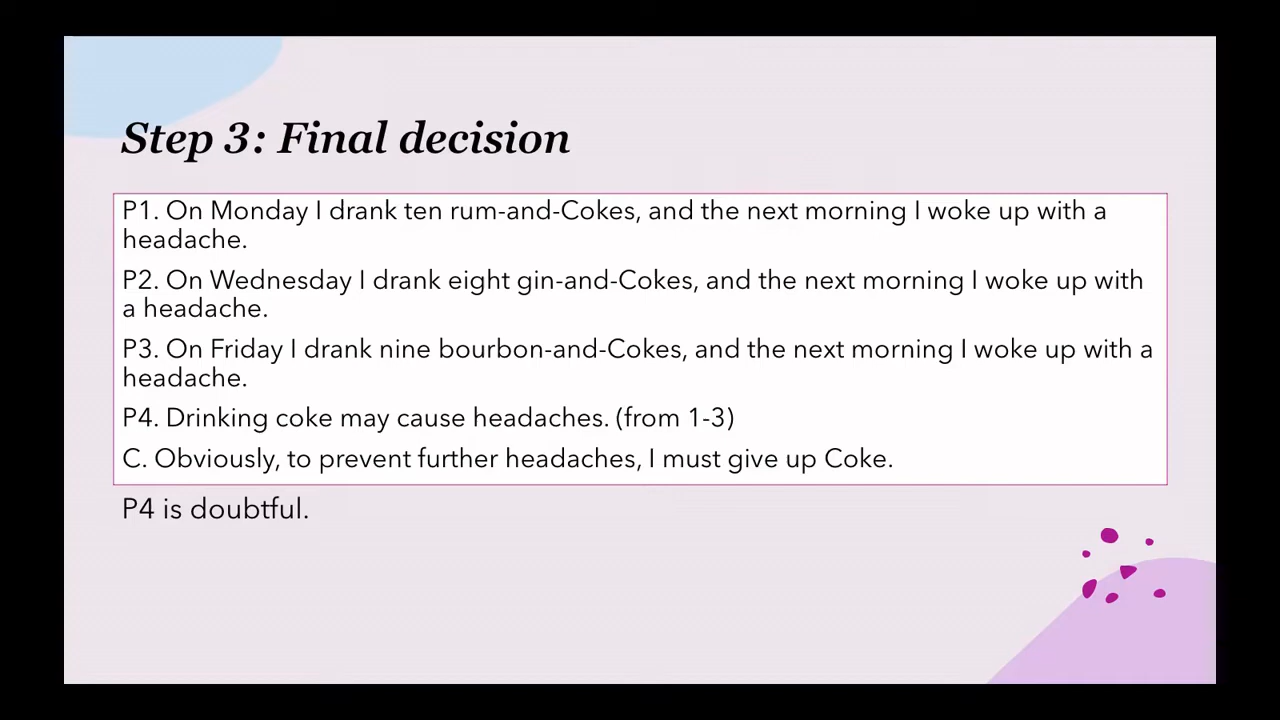 Step 3: Final decision
P1. On Monday I drank ten rum-and-Cokes, and the next morning I woke up with a
headache.
P2. On Wednesday I drank eight gin-and-Cokes, and the next morning I woke up with
a headache.
P3. On Friday I drank nine bourbon-and-Cokes, and the next morning I woke up with a
headache.
P4. Drinking coke may cause headaches. (from 1-3)
C. Obviously, to prevent further headaches, I must give up Coke.
P4 is doubtful.